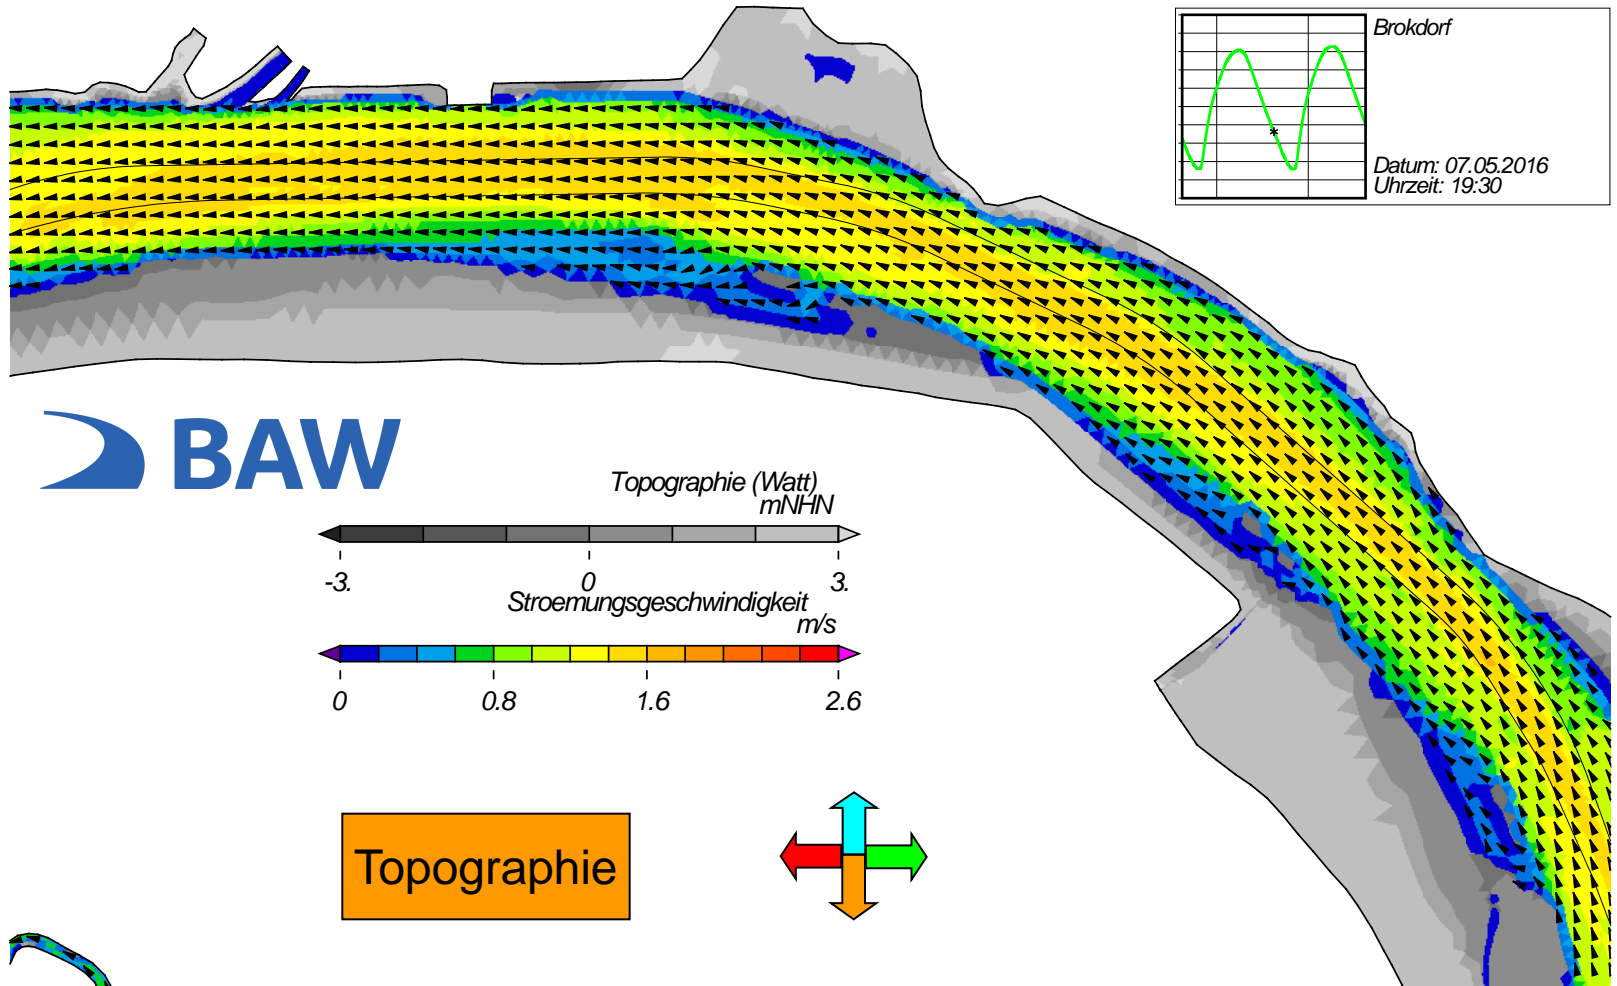 Brokdorf
Datum: 07.05.2016
Uhrzeit: 19:30
BAW
Topographie (Watt)
mNHN
-3. 0 3.
Stroemungsgeschwindigkeit
m/s
0 0.8 1.6 2.6
Topographie